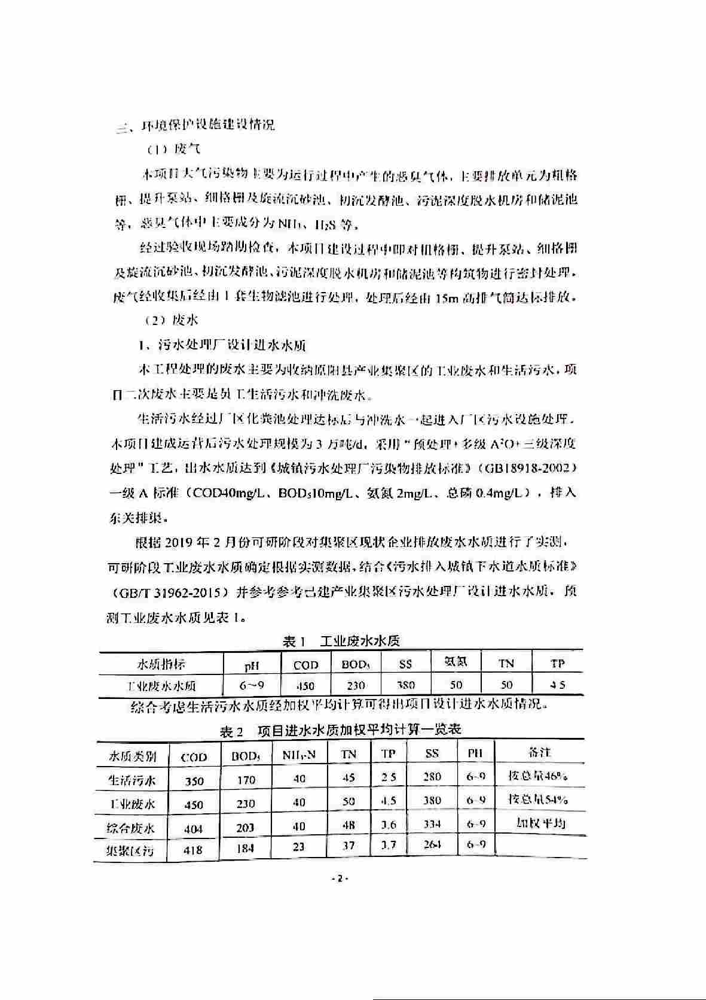 三、环境保护设施建设情况
（1）废气
本项目大气污染物主要为运行过程中产生的恶臭气体，主要排放单元为粗格
栅、提升泵站、细格栅及旋流沉砂池、初沉发酵池、污泥深度脱水机房和储泥池
等，恶臭气体中主要成分为NH₃、H₂S 等。
经过验收现场踏勘检查，本项目建设过程中即对粗格栅、提升泵站、细格栅
及旋流沉砂池、初沉发酵池、污泥深度脱水机房和储泥池等构筑物进行密封处理，
废气经收集后经由 1 套生物滤池进行处理，处理后经由 15m 高排气筒达标排放。
（2）废水
1、污水处理厂设计进水水质
本工程处理的废水主要为收纳原阳县产业集聚区的工业废水和生活污水，项
目二次废水主要是员工生活污水和冲洗废水。
生活污水经过厂区化粪池处理达标后与冲洗水一起进入厂区污水设施处理。
本项目建成运营后污水处理规模为 3 万吨/d，采用“预处理+多级 A²O+三级深度
处理”工艺，出水水质达到《城镇污水处理厂污染物排放标准》（GB18918-2002）
一级 A 标准（COD40mg/L、BOD₅10mg/L、氨氮 2mg/L、总磷 0.4mg/L），排入
东关排渠。
根据 2019 年 2 月份可研阶段对集聚区现状企业排放废水水质进行了实测，
可研阶段工业废水水质确定根据实测数据，结合《污水排入城镇下水道水质标准》
（GB/T 31962-2015）并参考参考已建产业集聚区污水处理厂设计进水水质，预
测工业废水水质见表 1。
表 1 工业废水水质
水质指标 pH COD BOD₅ SS 氨氮 TN TP
工业废水水质 6～9 450 230 380 50 50 4.5
综合考虑生活污水水质经加权平均计算可得出项目设计进水水质情况。
表 2 项目进水水质加权平均计算一览表
水质类别 COD BOD₅ NH₃-N TN TP SS PH 备注
生活污水 350 170 40 45 2.5 280 6-9 按总量46%
工业废水 450 230 40 50 4.5 380 6-9 按总量54%
综合废水 404 203 40 48 3.6 334 6-9 加权平均
集聚区污 418 184 23 37 3.7 264 6-9
- 2 -